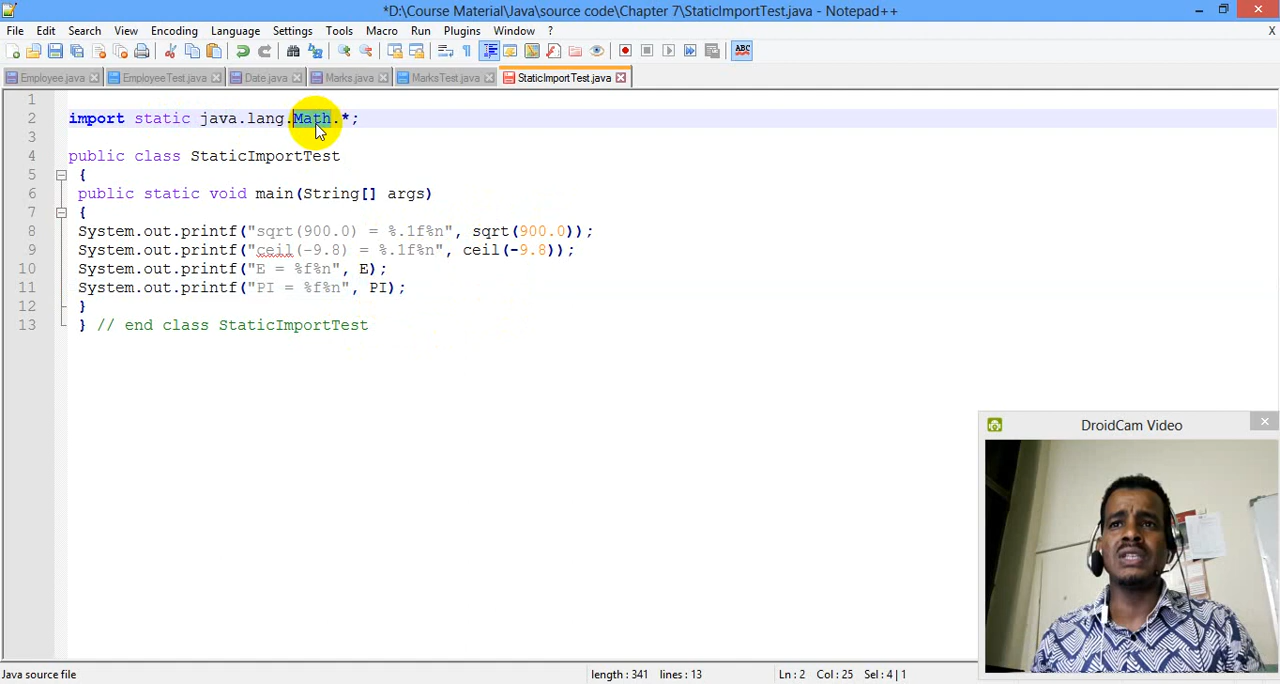 *D:\Course Material\Java\source code\Chapter 7\StaticImportTest.java - Notepad++
File Edit Search View Encoding Language Settings Tools Macro Run Plugins Window ? X
ABC
Employee.java EmployeeTest.java Date.java Marks.java MarksTest.java StaticImportTest.java
1
2 import static java.lang.Math.*;
3
4 public class StaticImportTest
5 {
6 public static void main(String[] args)
7 {
8 System.out.printf("sqrt(900.0) = %.1f%n", sqrt(900.0));
9 System.out.printf("ceil(-9.8) = %.1f%n", ceil(-9.8));
10 System.out.printf("E = %f%n", E);
11 System.out.printf("PI = %f%n", PI);
12 }
13 } // end class StaticImportTest
DroidCam Video
Java source file length : 341 lines : 13 Ln : 2 Col : 25 Sel : 4 | 1